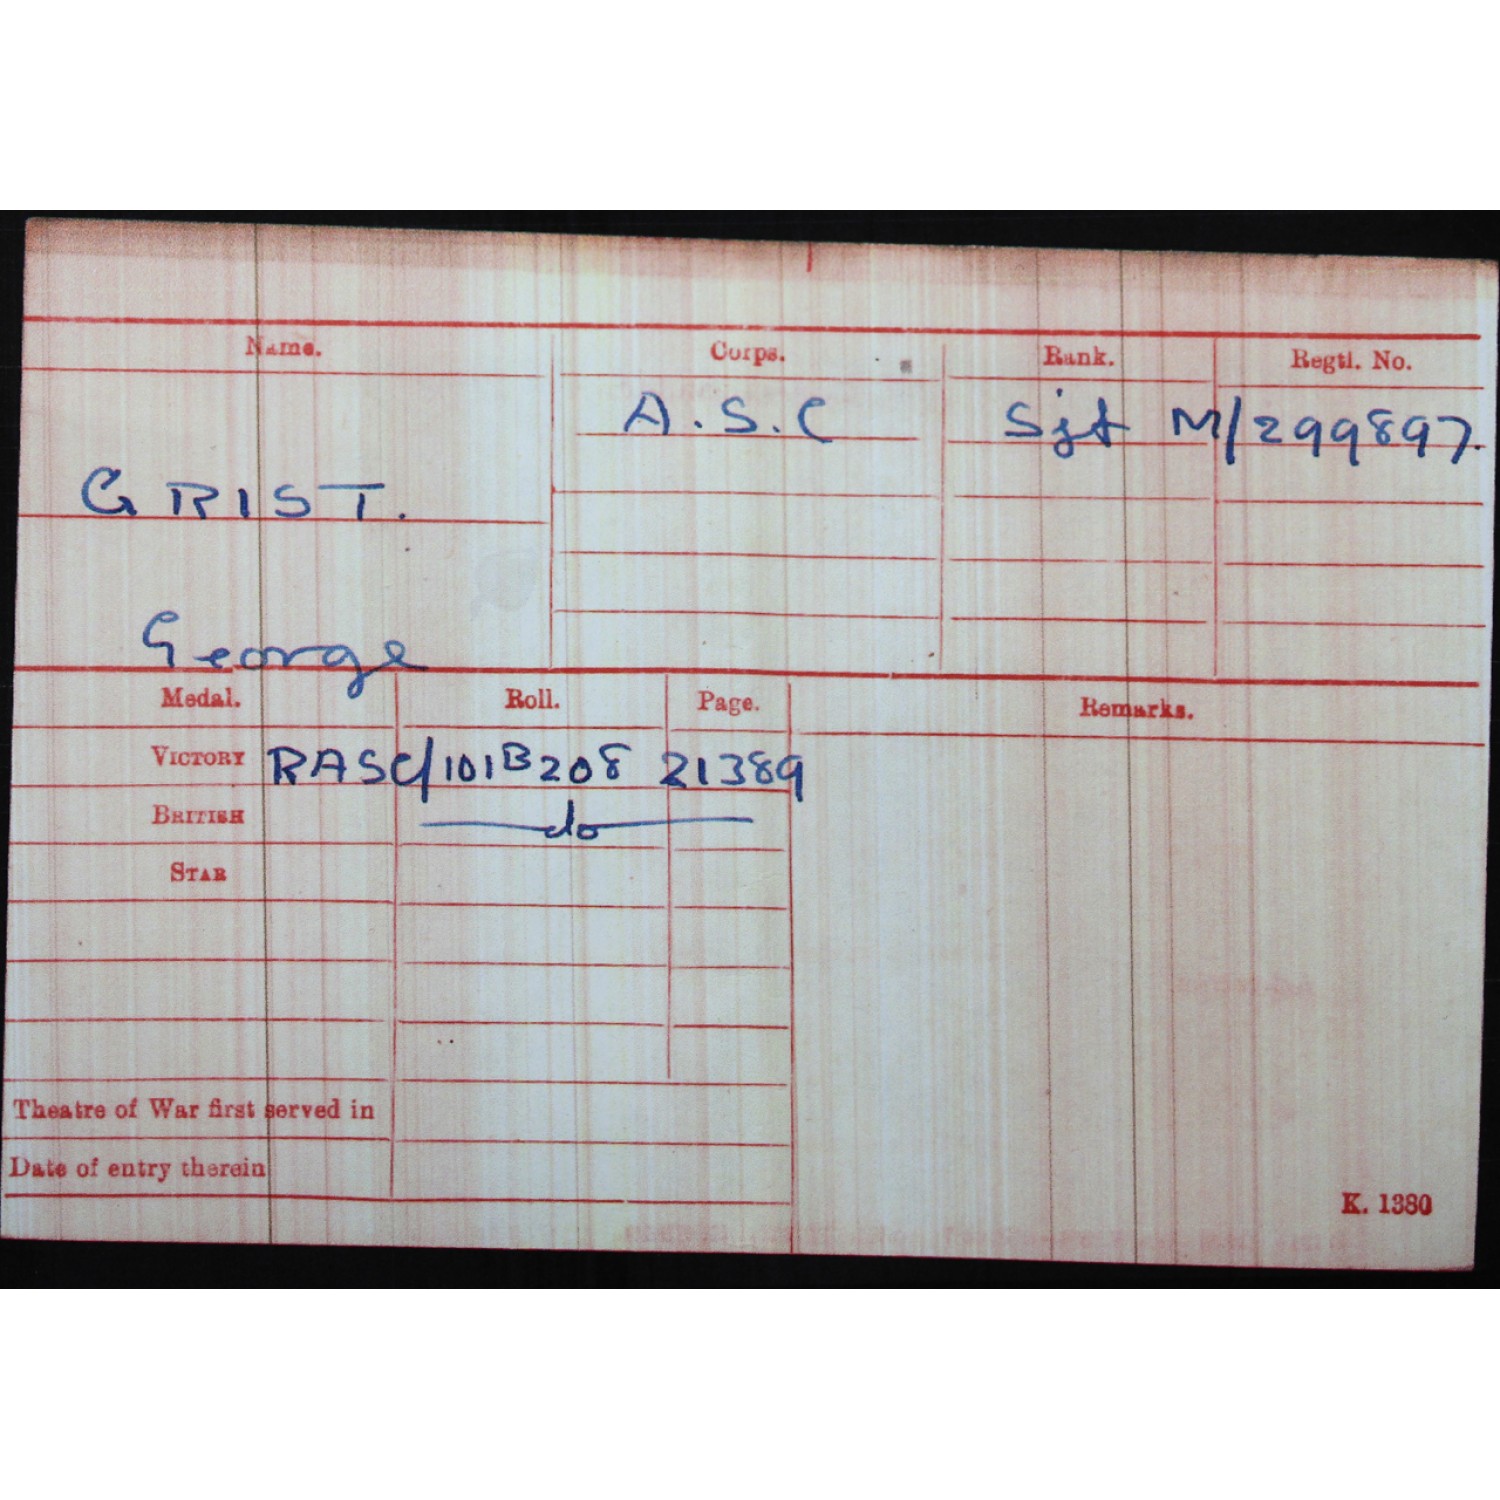 Name. Corps. Rank. Regtl. No.
A.S.C Sjt M/299897.
GRIST.
George
Medal. Roll. Page. Remarks.
VICTORY RASC/101B208 21389
BRITISH do
STAR
Theatre of War first served in
Date of entry therein
K. 1380